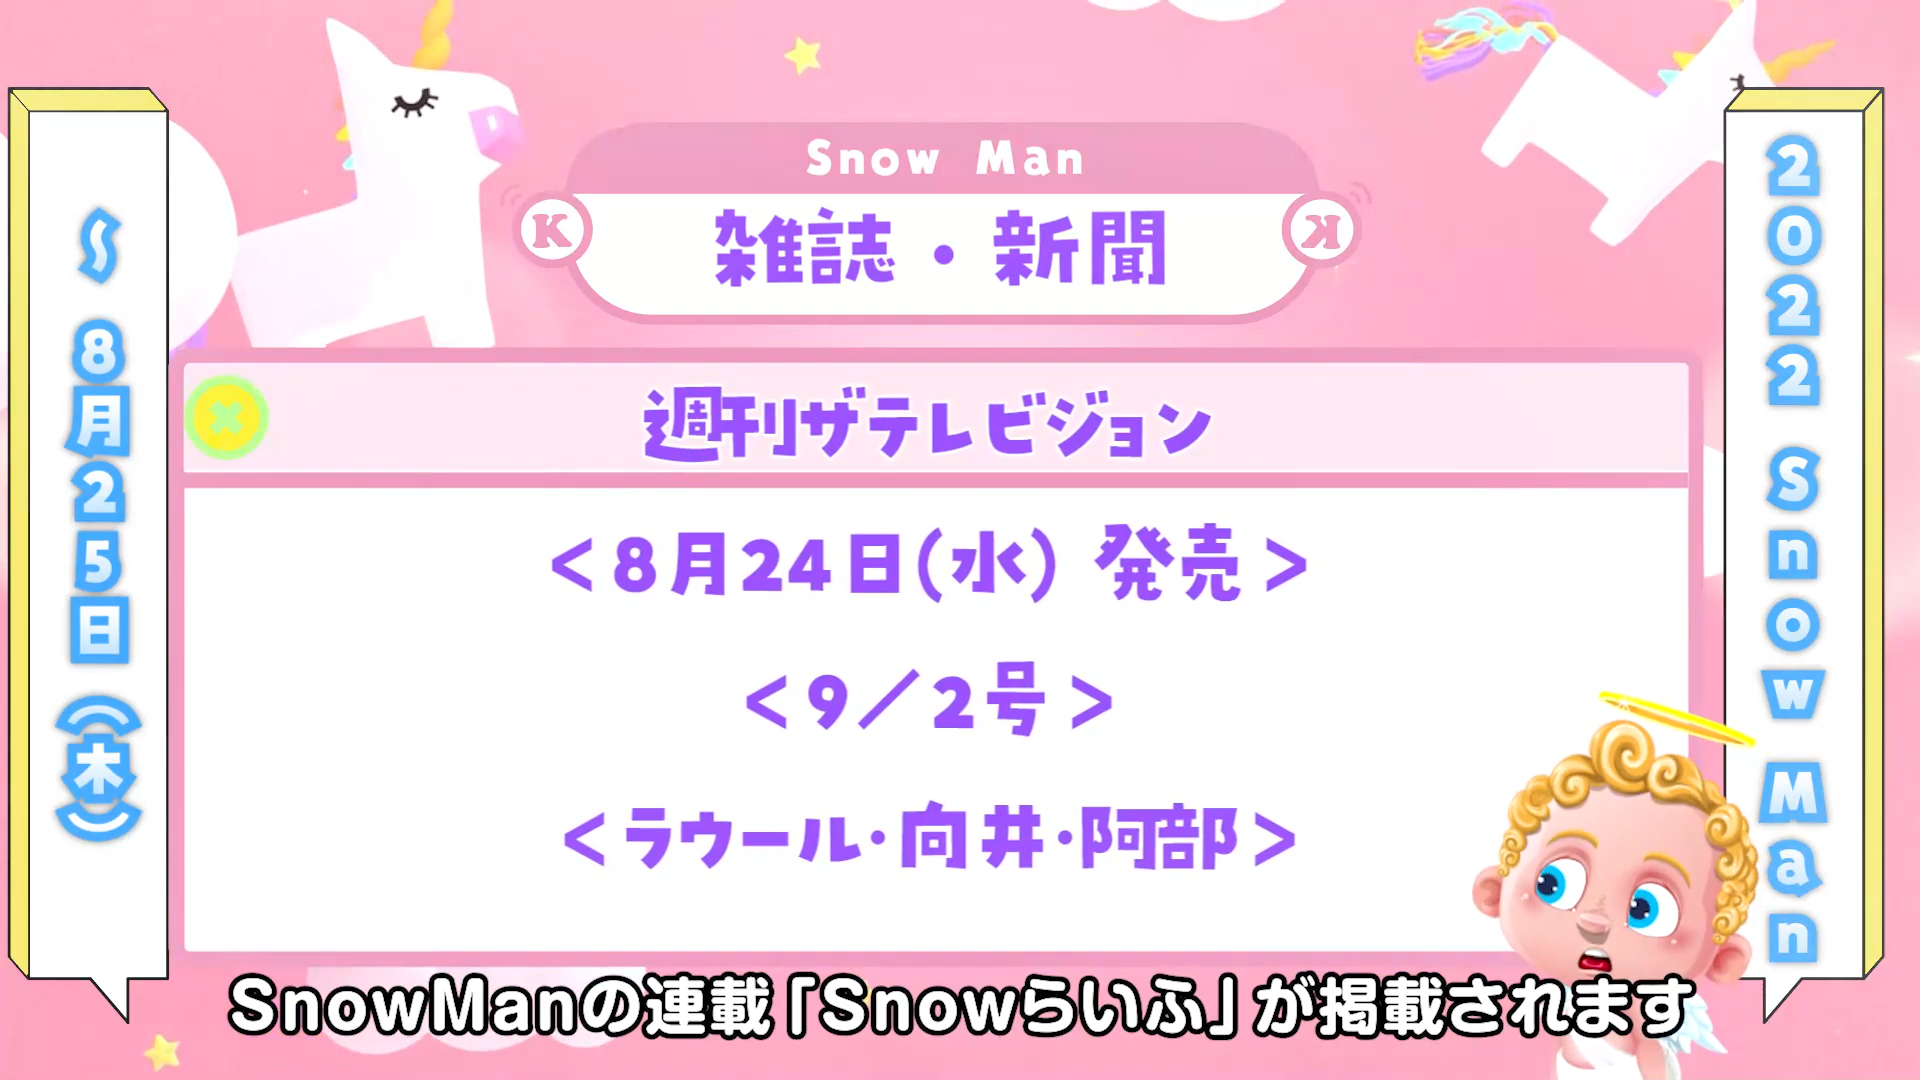 Snow Man
K
雑誌・新聞
K
週刊ザテレビジョン
<8月24日(水) 発売>
<9／2号>
<ラウール・向井・阿部>
2022 Snow Man
～ 8月25日(木)
SnowManの連載「Snowらいふ」が掲載されます